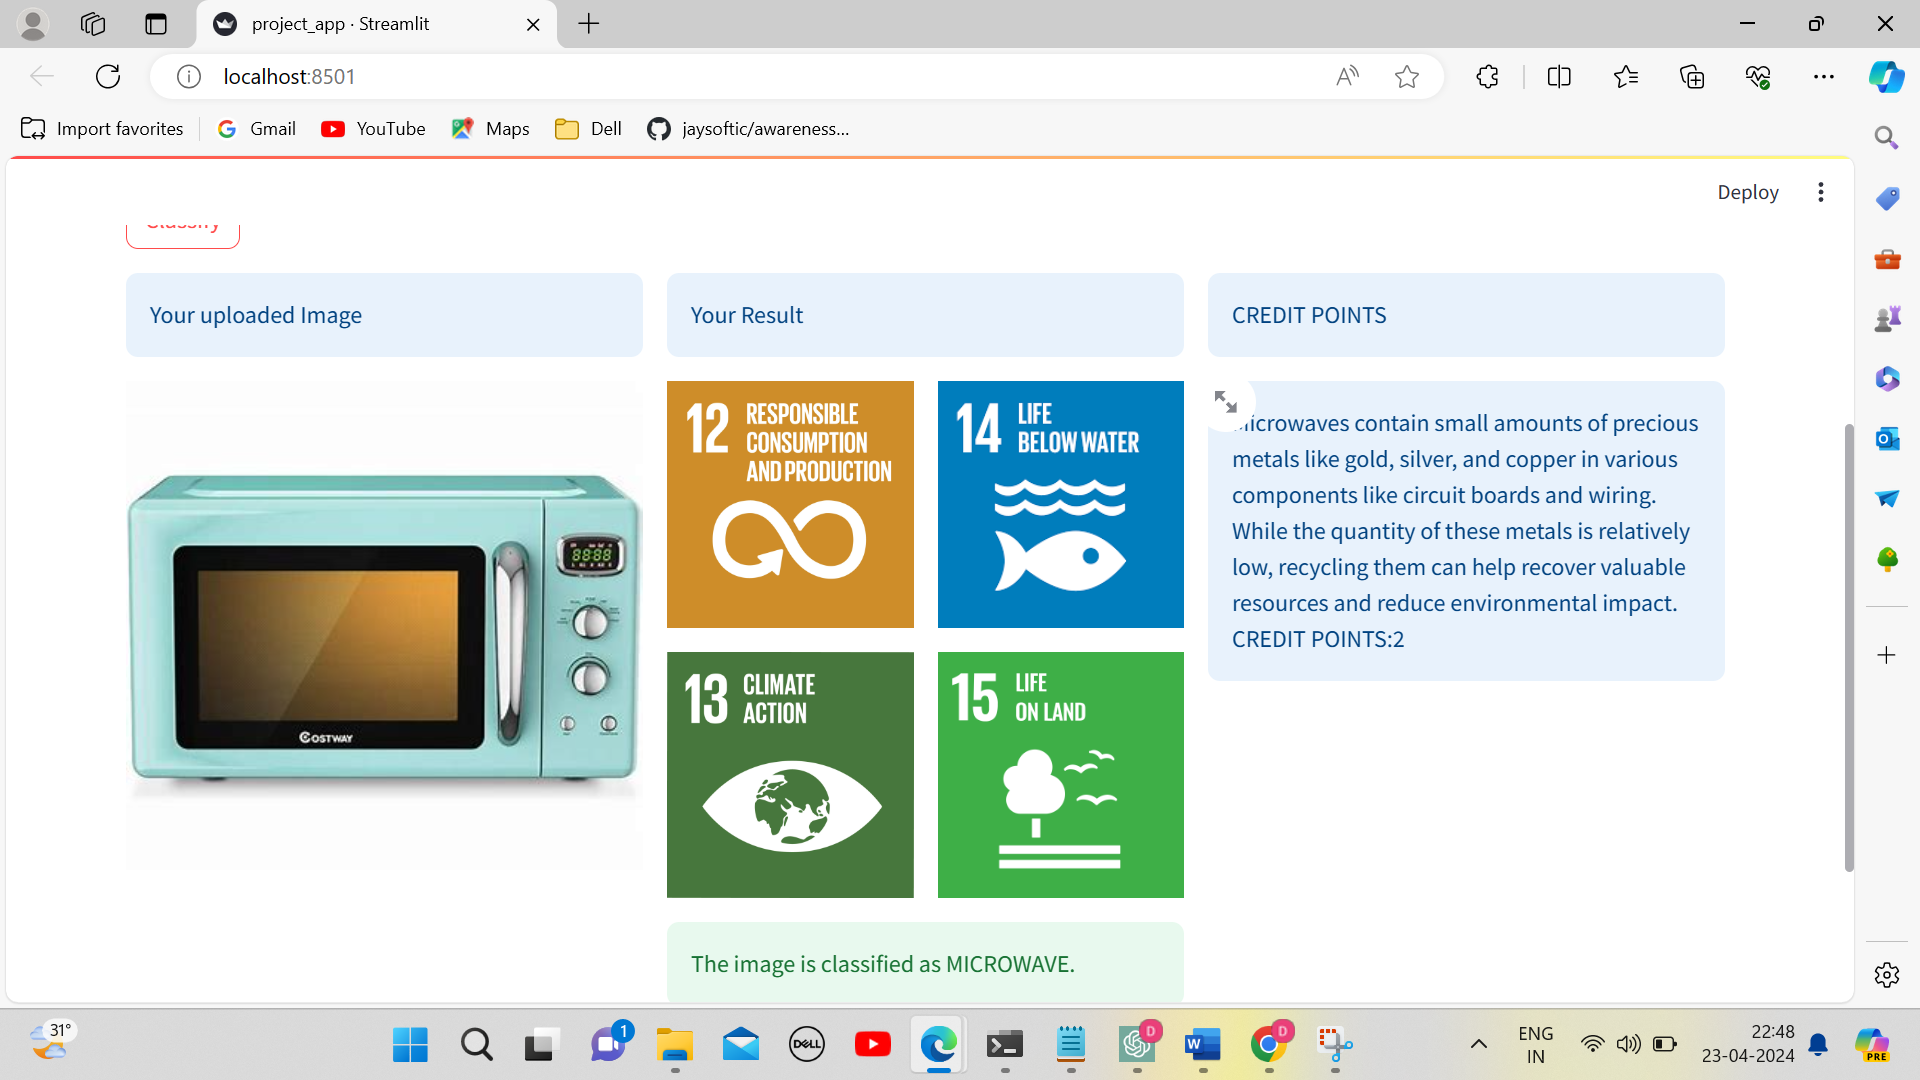 project_app · Streamlit
localhost:8501
Import favorites
Gmail
YouTube
Maps
Dell
jaysoftic/awareness...
Deploy
Classify
Your uploaded Image
Your Result
CREDIT POINTS
COSTWAY
12 RESPONSIBLE
CONSUMPTION
AND PRODUCTION
14 LIFE
BELOW WATER
13 CLIMATE
ACTION
15 LIFE
ON LAND
Microwaves contain small amounts of precious
metals like gold, silver, and copper in various
components like circuit boards and wiring.
While the quantity of these metals is relatively
low, recycling them can help recover valuable
resources and reduce environmental impact.
CREDIT POINTS:2
The image is classified as MICROWAVE.
31°
1
DELL
D
D
ENG
IN
22:48
23-04-2024
PRE